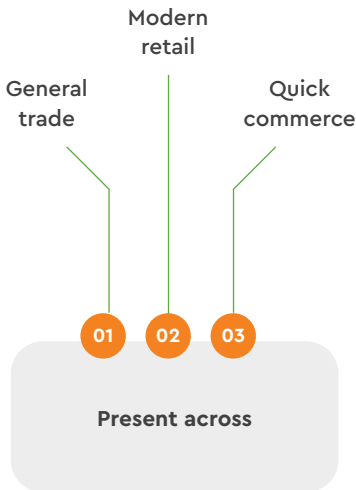 Modern
retail
General
trade
Quick
commerce
01
02
03
Present across